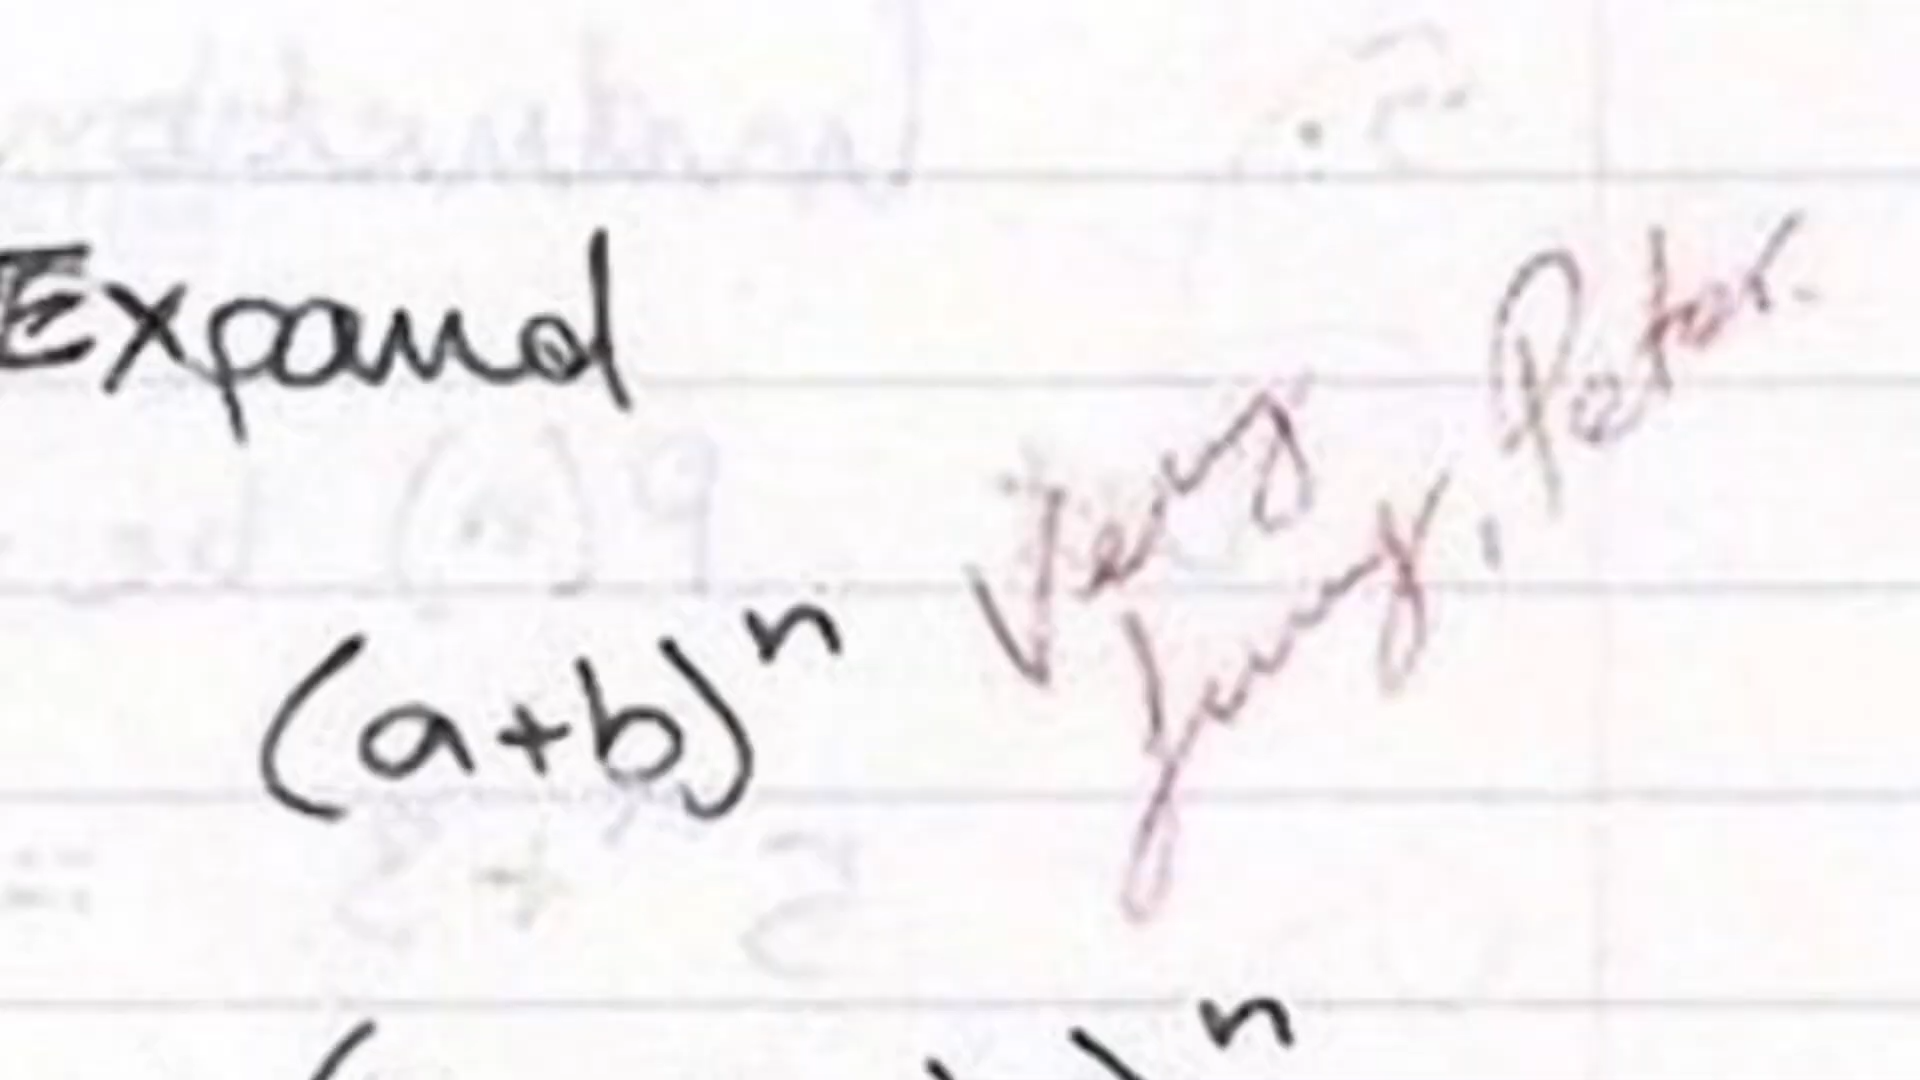 Expand
Very
funny, Peter.
(a+b)^n
n